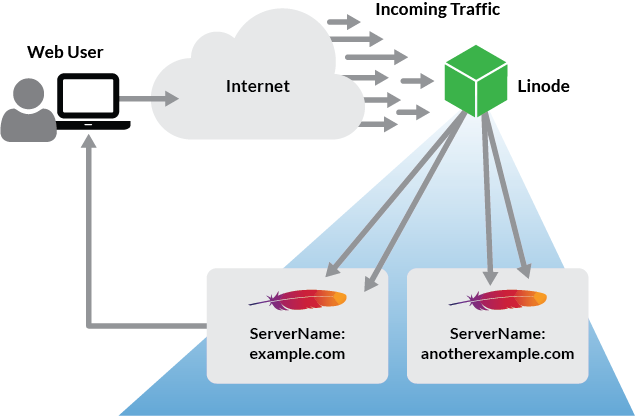 Incoming Traffic
Web User
Internet
Linode
ServerName:
example.com
ServerName:
anotherexample.com